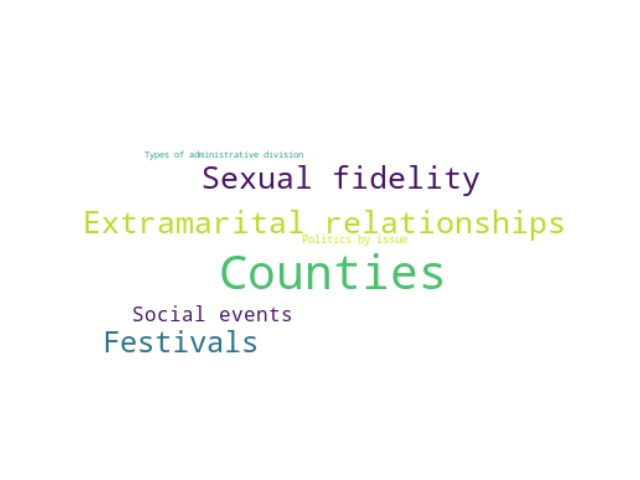 Types of administrative division
Sexual fidelity
Extramarital relationships
Politics by issue
Counties
Social events
Festivals